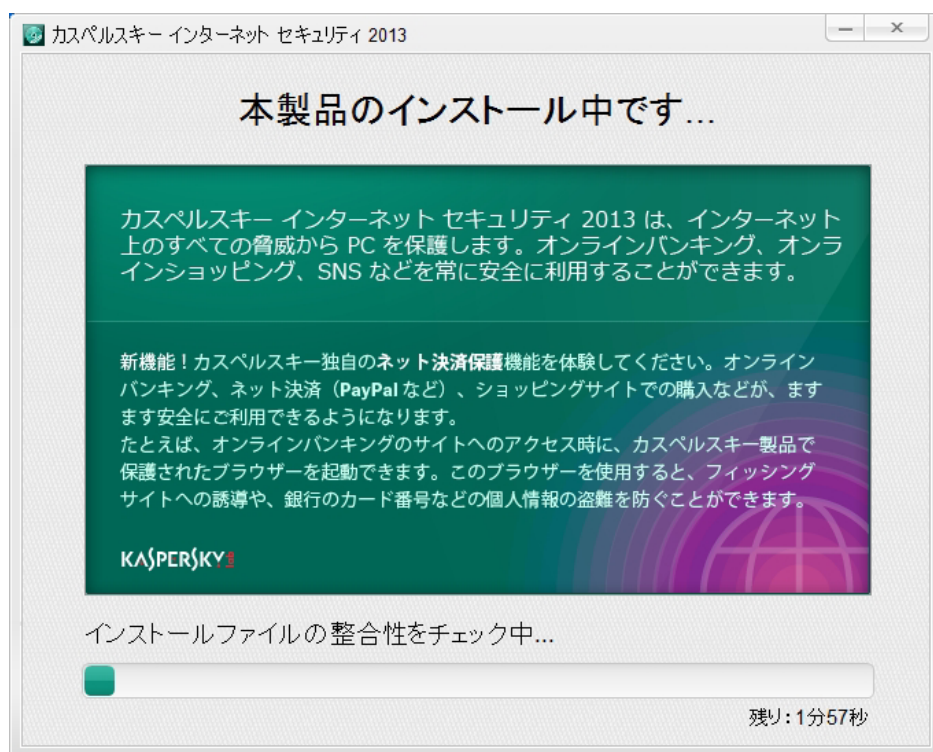 カスペルスキー インターネット セキュリティ 2013
本製品のインストール中です...
カスペルスキー インターネット セキュリティ 2013 は、インターネット
上のすべての脅威から PC を保護します。オンラインバンキング、オンラ
インショッピング、SNS などを常に安全に利用することができます。
新機能！カスペルスキー独自のネット決済保護機能を体験してください。オンライン
バンキング、ネット決済（PayPal など）、ショッピングサイトでの購入などが、ます
ます安全にご利用できるようになります。
たとえば、オンラインバンキングのサイトへのアクセス時に、カスペルスキー製品で
保護されたブラウザーを起動できます。このブラウザーを使用すると、フィッシング
サイトへの誘導や、銀行のカード番号などの個人情報の盗難を防ぐことができます。
KASPERSKY lab
インストールファイルの整合性をチェック中...
残り：1分57秒